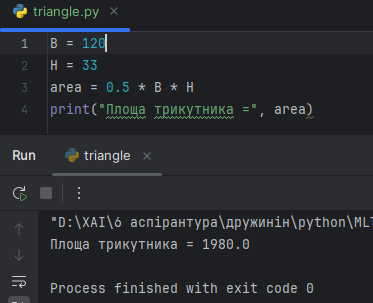 triangle.py
1 B = 120
2 H = 33
3 area = 0.5 * B * H
4 print("Площа трикутника =", area)
Run triangle
"D:\XAI\6 аспірантура\дружинін\python\MLT
Площа трикутника = 1980.0
Process finished with exit code 0